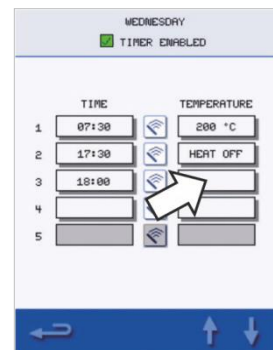 WEDNESDAY
TIMER ENABLED
TIME TEMPERATURE
1 07:30 200 °C
2 17:30 HEAT OFF
3 18:00
4
5